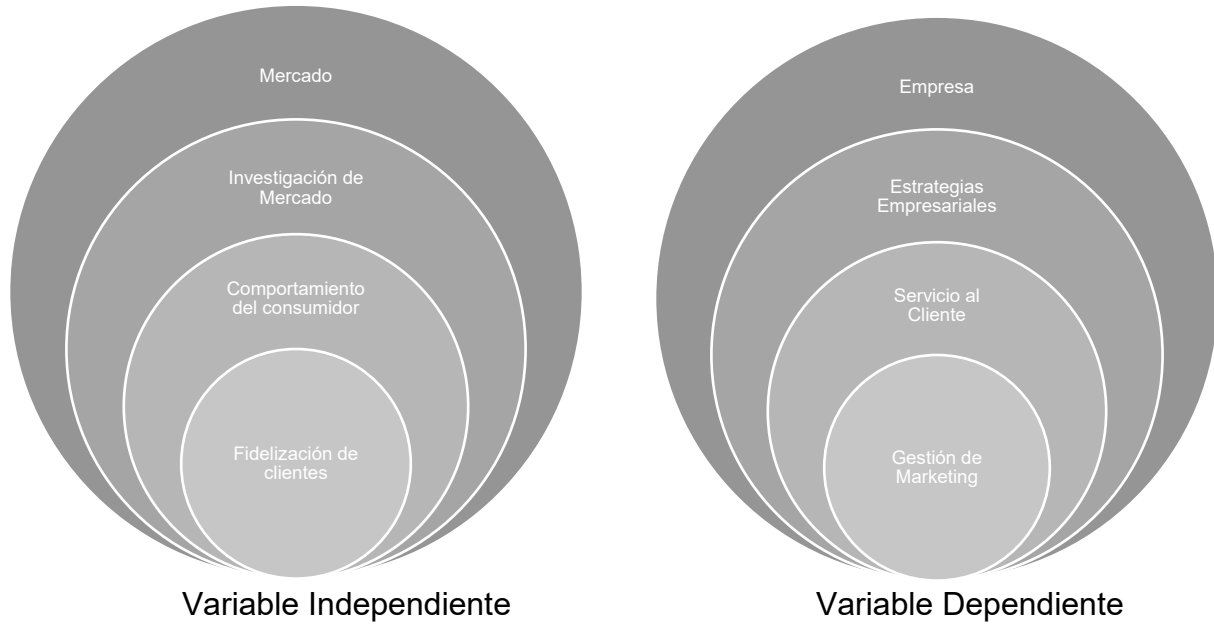 Mercado
Investigación de
Mercado
Comportamiento
del consumidor
Fidelización de
clientes
Variable Independiente
Empresa
Estrategias
Empresariales
Servicio al
Cliente
Gestión de
Marketing
Variable Dependiente